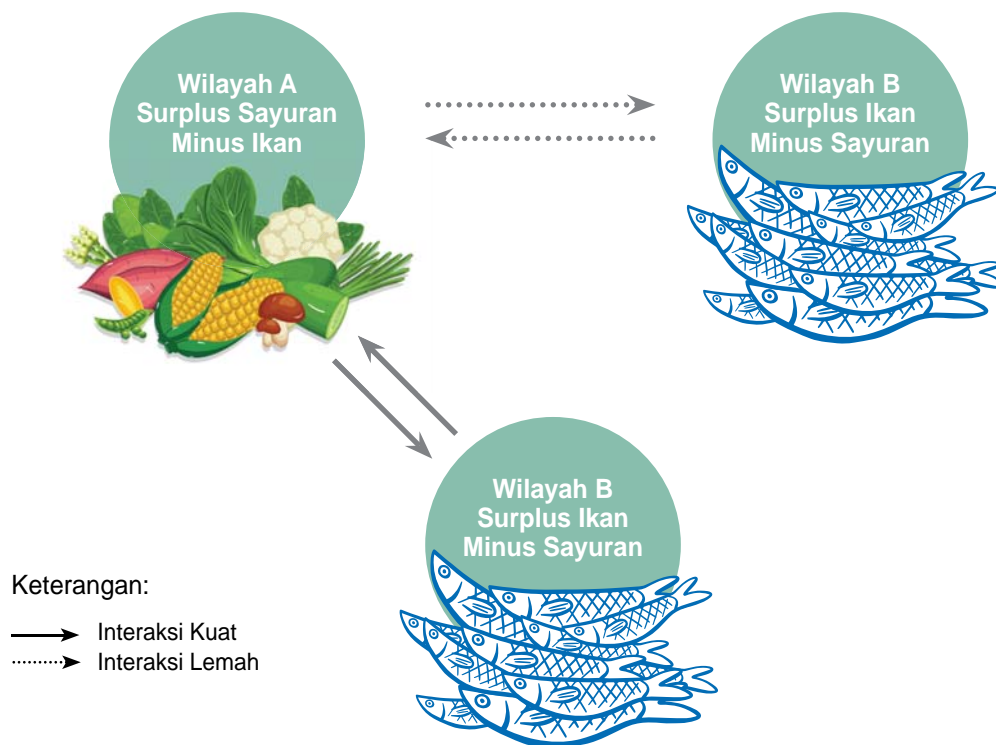 Wilayah A
Surplus Sayuran
Minus Ikan
Wilayah B
Surplus Ikan
Minus Sayuran
Wilayah B
Surplus Ikan
Minus Sayuran
Keterangan:
Interaksi Kuat
Interaksi Lemah